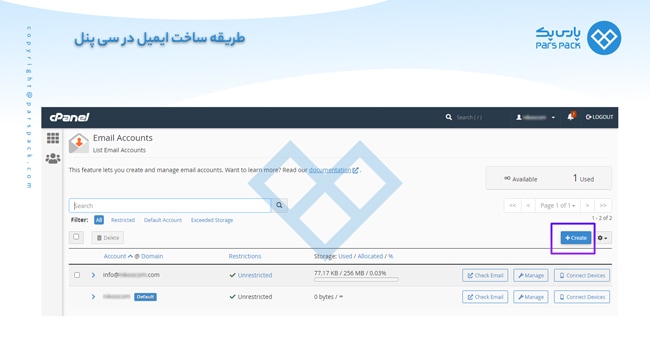 طریقه ساخت ایمیل در سی پنل
پارس پک
PARS PACK
copyright@parspack.com
cPanel
Search ( / )
LOGOUT
Email Accounts
List Email Accounts
This feature lets you create and manage email accounts. Want to learn more? Read our documentation .
∞ Available
1 Used
Search
<< < Page 1 of 1 > >>
Filter: All Restricted Default Account Exceeded Storage
1 - 2 of 2
Delete
+ Create
Account @ Domain
Restrictions
Storage: Used / Allocated / %
info@ .com
Unrestricted
77.17 KB / 256 MB / 0.03%
Check Email
Manage
Connect Devices
Default
Unrestricted
0 bytes / ∞
Check Email
Manage
Connect Devices